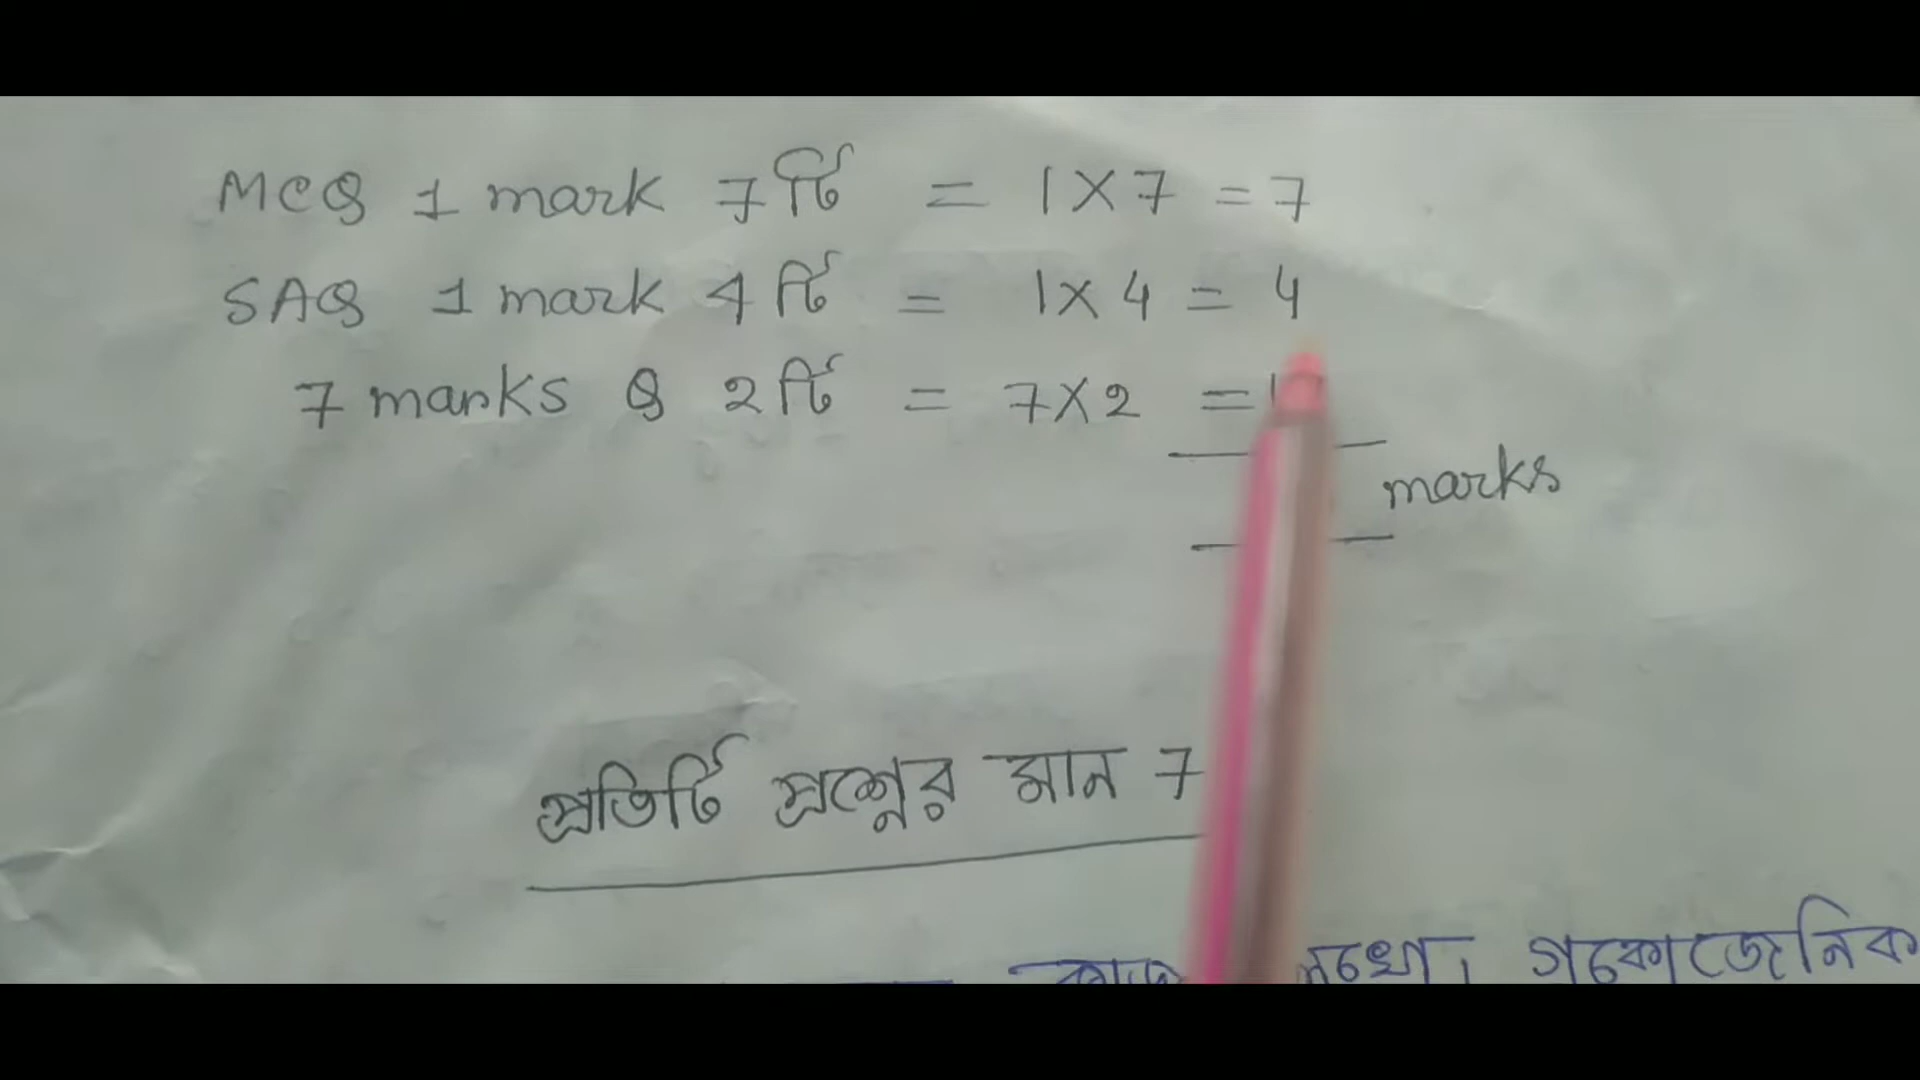 MCQ 1 mark 7টি = 1X7 = 7
SAQ 1 mark 4টি = 1X4 = 4
7 marks Q 2টি = 7X2 =
marks
প্রতিটি প্রশ্নের মান 7
গকোজেনিক